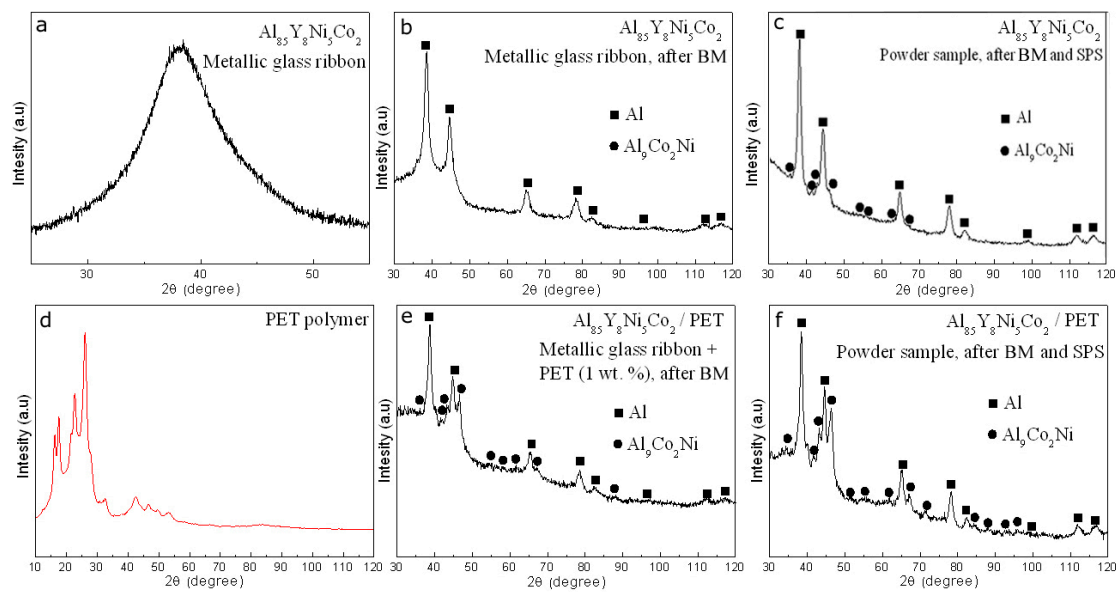 a
Al₈₅Y₈Ni₅Co₂
Metallic glass ribbon
Intesity (a.u)
30 40 50
2θ (degree)
b
Al₈₅Y₈Ni₅Co₂
Metallic glass ribbon, after BM
■ Al
● Al₉Co₂Ni
Intesity (a.u)
30 40 50 60 70 80 90 100 110 120
2θ (degree)
c
Al₈₅Y₈Ni₅Co₂
Powder sample, after BM and SPS
■ Al
● Al₉Co₂Ni
Intesity (a.u)
30 40 50 60 70 80 90 100 110 120
2θ (degree)
d
PET polymer
Intesity (a.u)
10 20 30 40 50 60 70 80 90 100 110 120
2θ (degree)
e
Al₈₅Y₈Ni₅Co₂ / PET
Metallic glass ribbon +
PET (1 wt. %), after BM
■ Al
● Al₉Co₂Ni
Intesity (a.u)
30 40 50 60 70 80 90 100 110 120
2θ (degree)
f
Al₈₅Y₈Ni₅Co₂ / PET
Powder sample, after BM and SPS
■ Al
● Al₉Co₂Ni
Intesity (a.u)
30 40 50 60 70 80 90 100 110 120
2θ (degree)